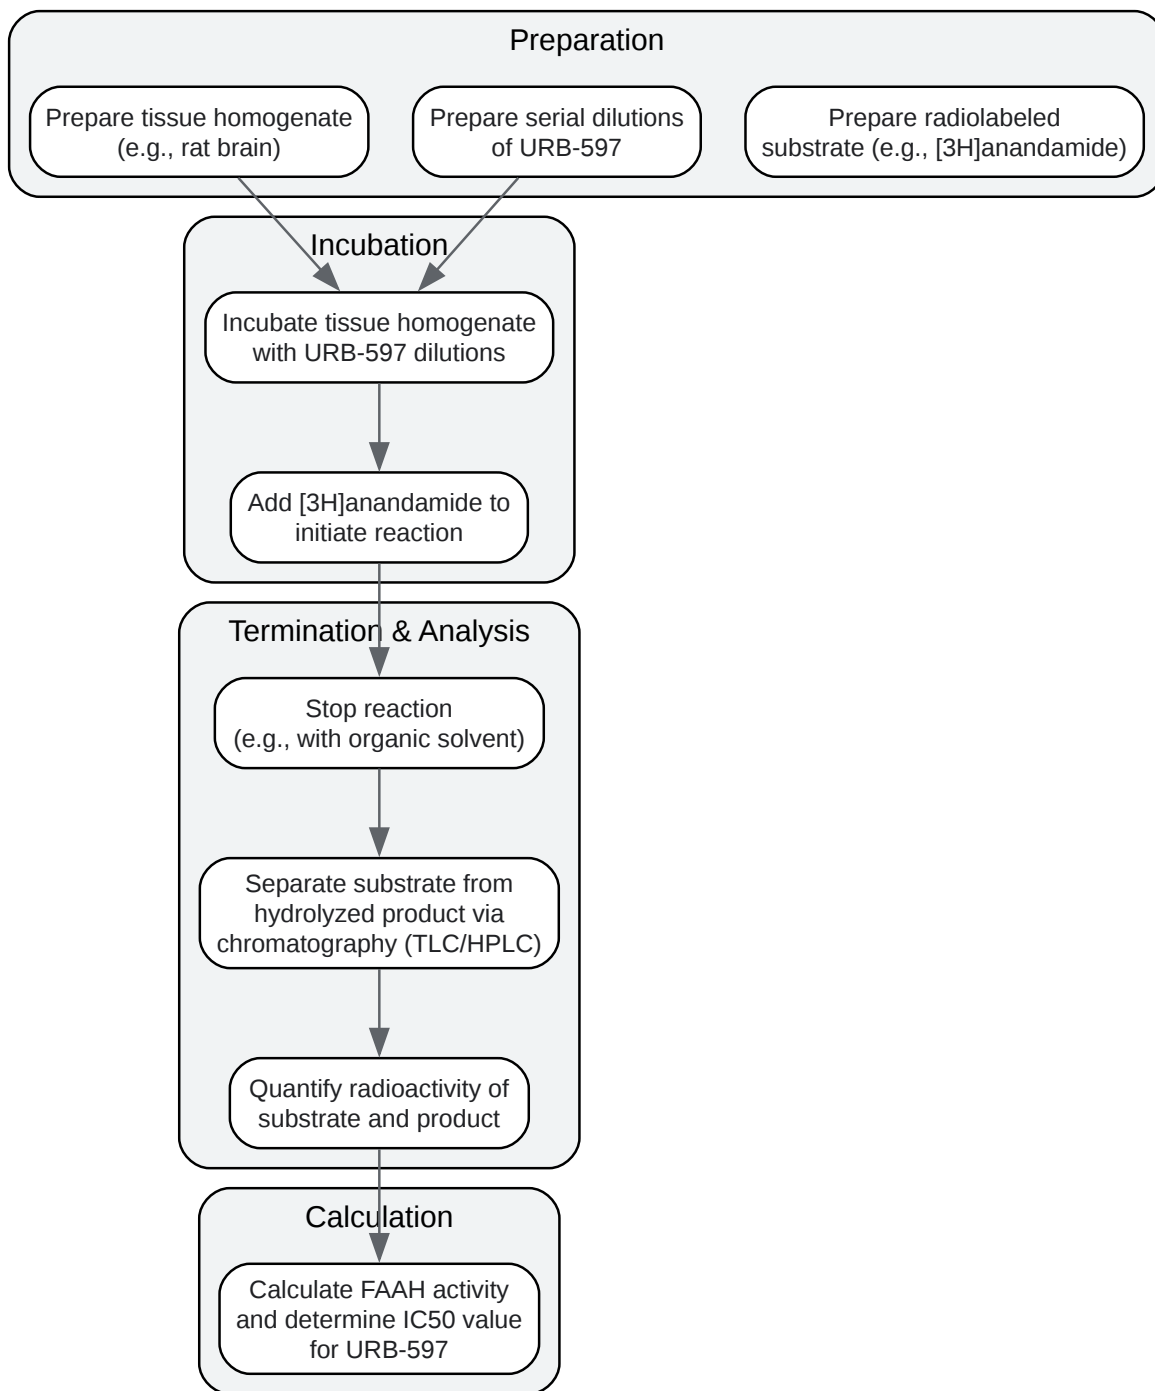 Preparation
Prepare tissue homogenate
(e.g., rat brain)
Prepare serial dilutions
of URB-597
Prepare radiolabeled
substrate (e.g., [3H]anandamide)
Incubation
Incubate tissue homogenate
with URB-597 dilutions
Add [3H]anandamide to
initiate reaction
Termination & Analysis
Stop reaction
(e.g., with organic solvent)
Separate substrate from
hydrolyzed product via
chromatography (TLC/HPLC)
Quantify radioactivity of
substrate and product
Calculation
Calculate FAAH activity
and determine IC50 value
for URB-597